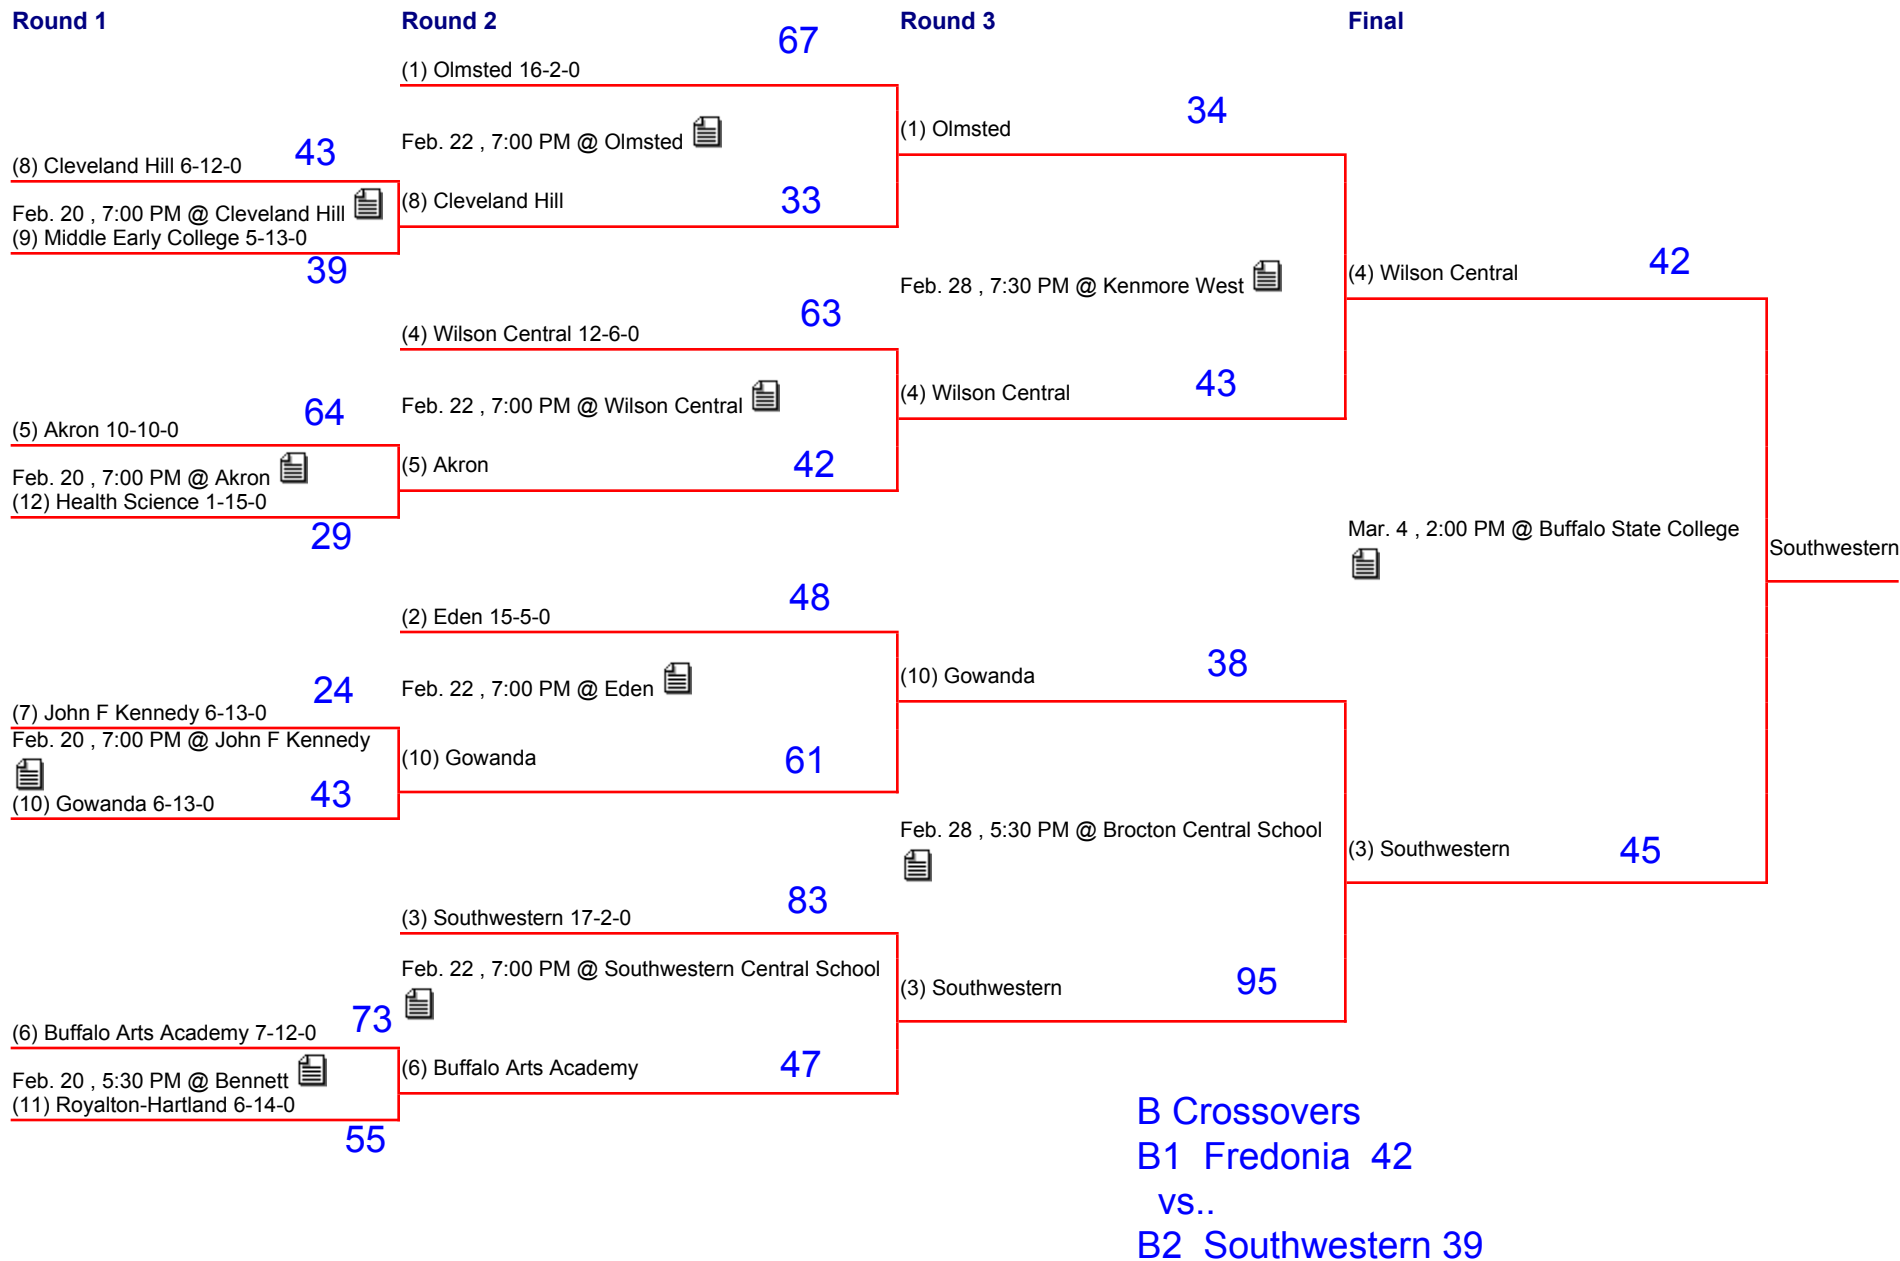 Round 1
Round 2
Round 3
Final
67
(1) Olmsted 16-2-0
Feb. 22 , 7:00 PM @ Olmsted
(8) Cleveland Hill 6-12-0
43
Feb. 20 , 7:00 PM @ Cleveland Hill
(9) Middle Early College 5-13-0
39
(8) Cleveland Hill
33
(1) Olmsted
34
Feb. 28 , 7:30 PM @ Kenmore West
(4) Wilson Central
42
(4) Wilson Central 12-6-0
63
Feb. 22 , 7:00 PM @ Wilson Central
(4) Wilson Central
43
(5) Akron 10-10-0
64
Feb. 20 , 7:00 PM @ Akron
(12) Health Science 1-15-0
29
(5) Akron
42
Mar. 4 , 2:00 PM @ Buffalo State College
Southwestern
(2) Eden 15-5-0
48
Feb. 22 , 7:00 PM @ Eden
(10) Gowanda
38
(7) John F Kennedy 6-13-0
24
Feb. 20 , 7:00 PM @ John F Kennedy
(10) Gowanda 6-13-0
43
(10) Gowanda
61
Feb. 28 , 5:30 PM @ Brocton Central School
(3) Southwestern
45
(3) Southwestern 17-2-0
83
Feb. 22 , 7:00 PM @ Southwestern Central School
(3) Southwestern
95
(6) Buffalo Arts Academy 7-12-0
73
Feb. 20 , 5:30 PM @ Bennett
(11) Royalton-Hartland 6-14-0
55
(6) Buffalo Arts Academy
47
B Crossovers
B1 Fredonia 42
vs..
B2 Southwestern 39